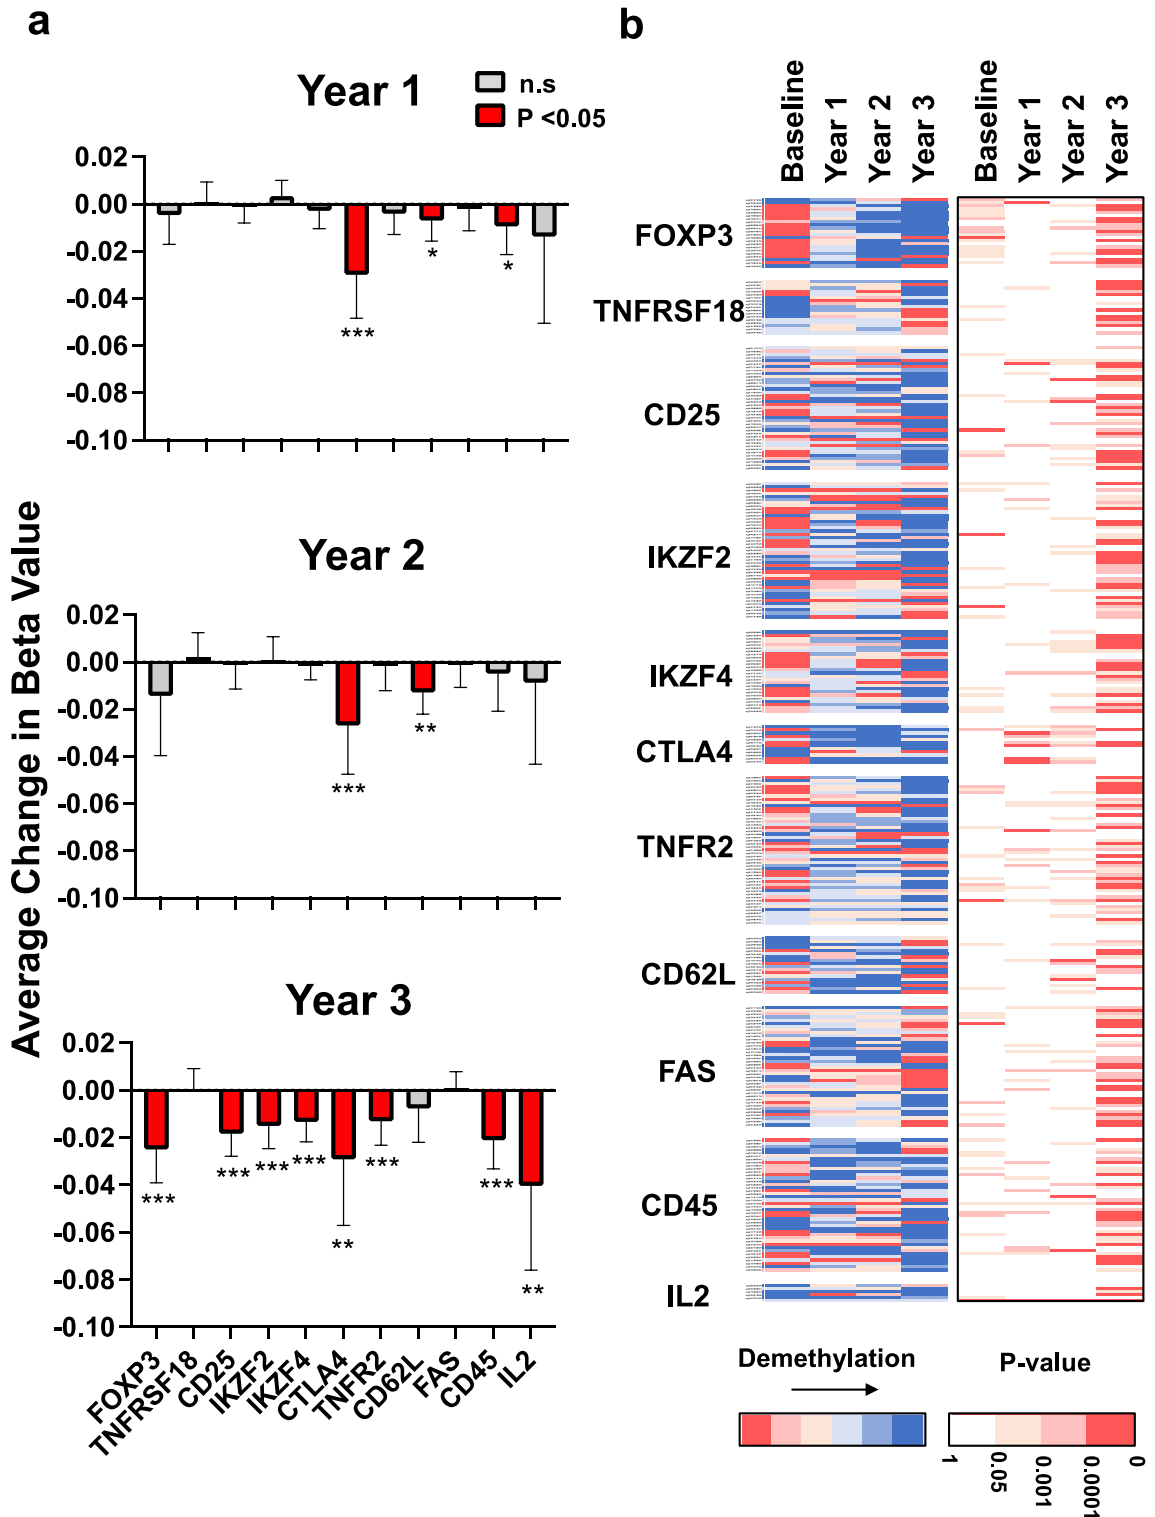 a
Year 1
n.s
P <0.05
0.02
0.00
-0.02
-0.04
-0.06
-0.08
-0.10
***
*
*
Average Change in Beta Value
Year 2
0.02
0.00
-0.02
-0.04
-0.06
-0.08
-0.10
***
**
Year 3
0.02
0.00
-0.02
-0.04
-0.06
-0.08
-0.10
***
***
***
***
**
***
***
**
FOXP3
TNFRSF18
CD25
IKZF2
IKZF4
CTLA4
TNFR2
CD62L
FAS
CD45
IL2
b
Baseline
Year 1
Year 2
Year 3
Baseline
Year 1
Year 2
Year 3
FOXP3
TNFRSF18
CD25
IKZF2
IKZF4
CTLA4
TNFR2
CD62L
FAS
CD45
IL2
Demethylation
P-value
1
0.05
0.001
0.0001
0